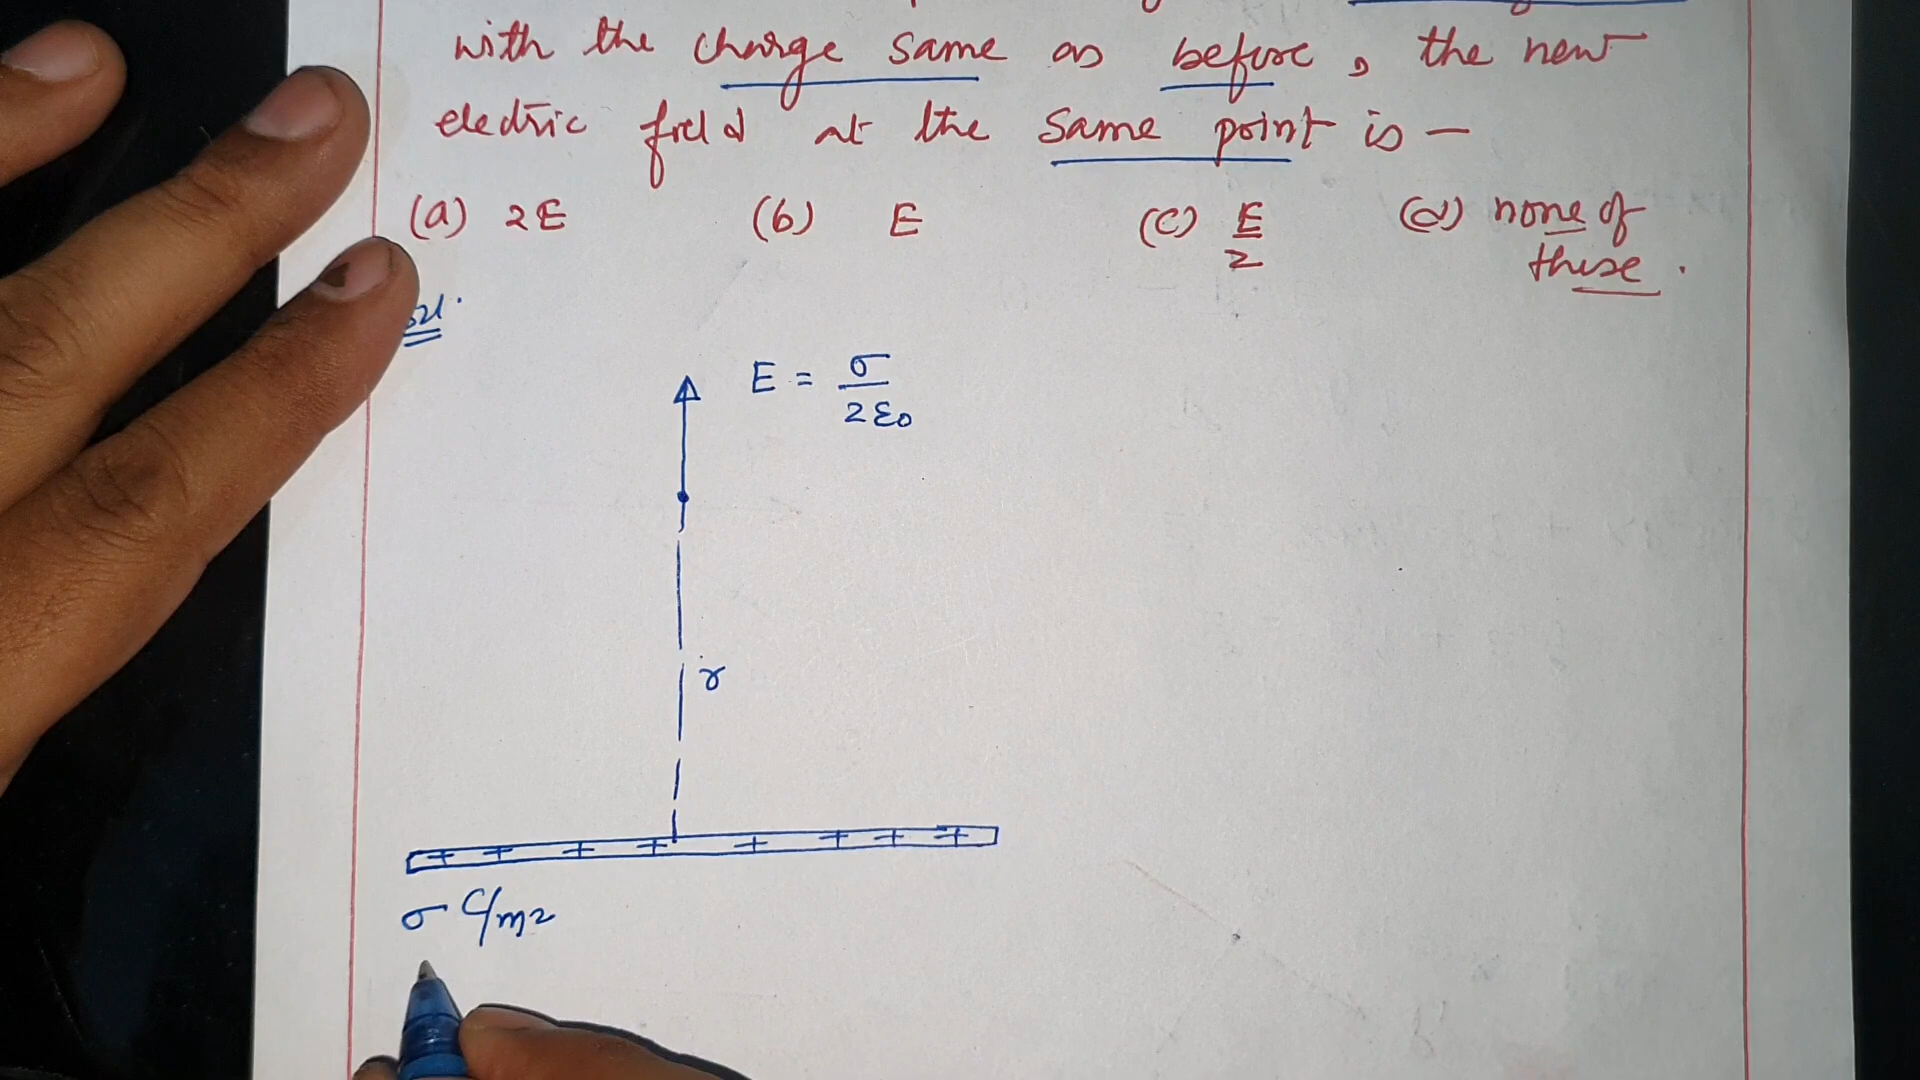 with the charge same as before, the new
electric field at the same point is —
(a) 2E (b) E (c) E/2 (d) none of
these.
Sol.
E = σ/2ε₀
r
+ + + + + + + +
σ C/m2